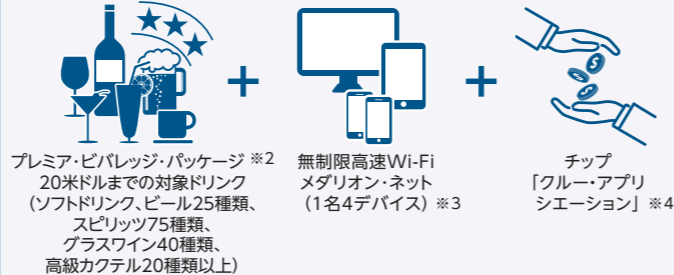 プレミア・ビバレッジ・パッケージ ※2
20米ドルまでの対象ドリンク
(ソフトドリンク、ビール25種類、
スピリッツ75種類、
グラスワイン40種類、
高級カクテル20種類以上)
無制限高速Wi-Fi
メダリオン・ネット
(1名4デバイス) ※3
チップ
「クルー・アプリ
シエーション」 ※4